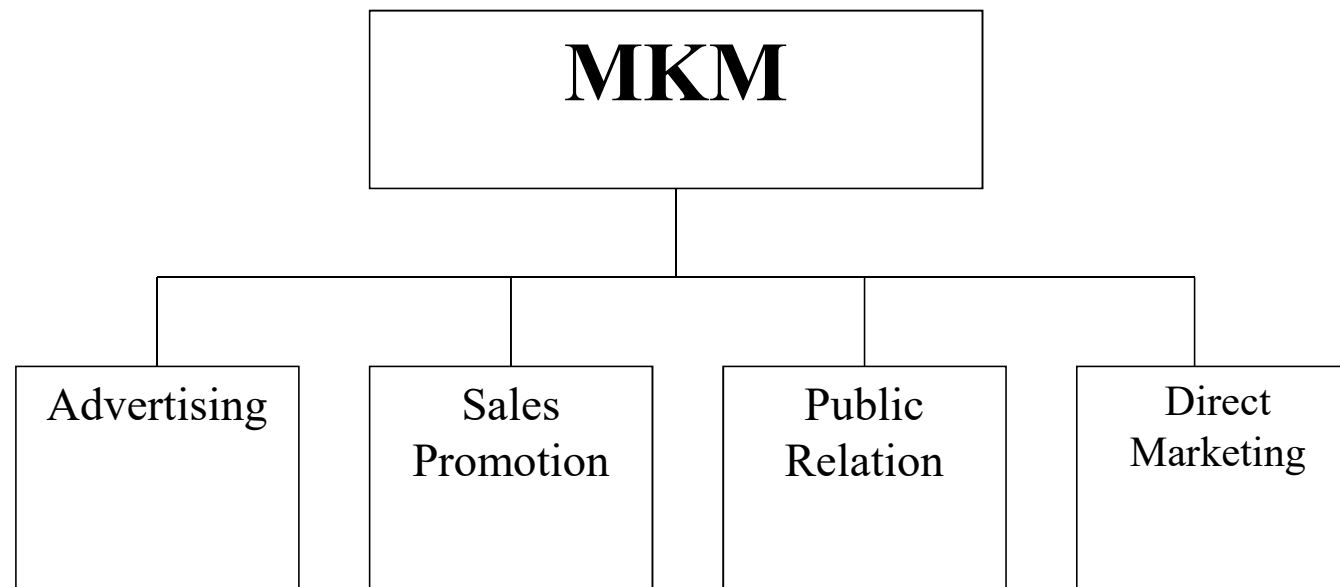 MKM
Advertising
Sales
Promotion
Public
Relation
Direct
Marketing